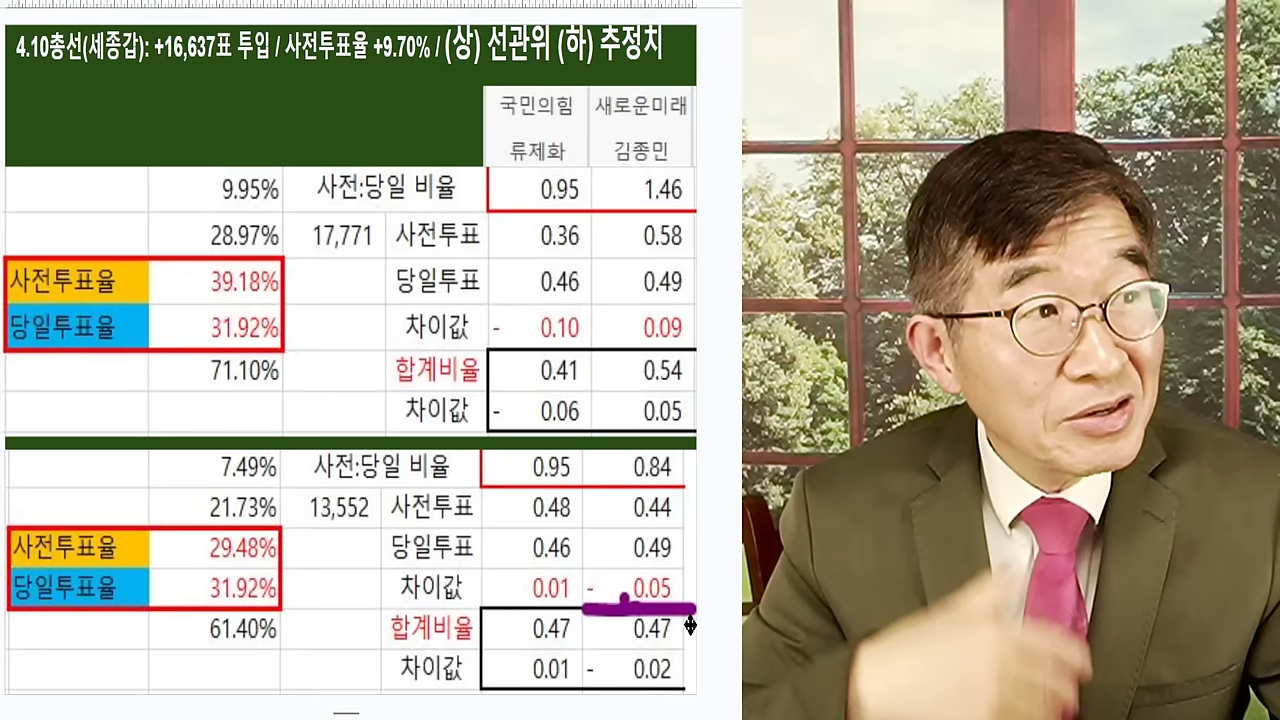 4.10총선(세종갑): +16,637표 투입 / 사전투표율 +9.70% / (상) 선관위 (하) 추정치
국민의힘 새로운미래
류제화 김종민
9.95% 사전:당일 비율 0.95 1.46
28.97% 17,771 사전투표 0.36 0.58
사전투표율 39.18% 당일투표 0.46 0.49
당일투표율 31.92% 차이값 - 0.10 0.09
71.10% 합계비율 0.41 0.54
차이값 - 0.06 0.05
7.49% 사전:당일 비율 0.95 0.84
21.73% 13,552 사전투표 0.48 0.44
사전투표율 29.48% 당일투표 0.46 0.49
당일투표율 31.92% 차이값 0.01 - 0.05
61.40% 합계비율 0.47 0.47
차이값 0.01 - 0.02